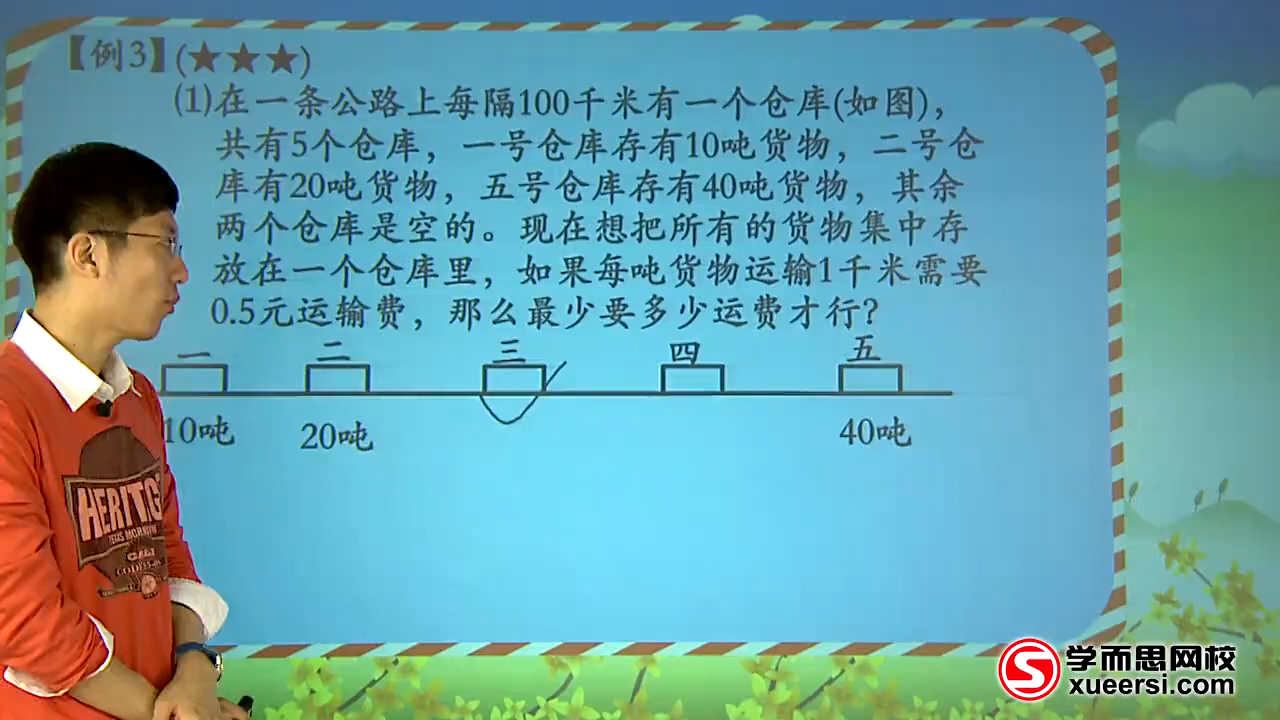 【例3】(★★★)
(1)在一条公路上每隔100千米有一个仓库(如图)，
共有5个仓库，一号仓库存有10吨货物，二号仓
库有20吨货物，五号仓库存有40吨货物，其余
两个仓库是空的。现在想把所有的货物集中存
放在一个仓库里，如果每吨货物运输1千米需要
0.5元运输费，那么最少要多少运费才行?
一 二 三 四 五
10吨 20吨 40吨
HERITG
CALI
学而思网校
xueersi.com